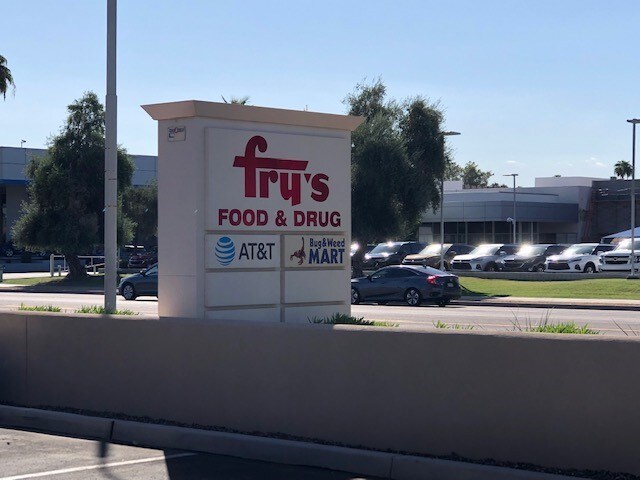 fry's
FOOD & DRUG
AT&T
Bug&Weed
MART